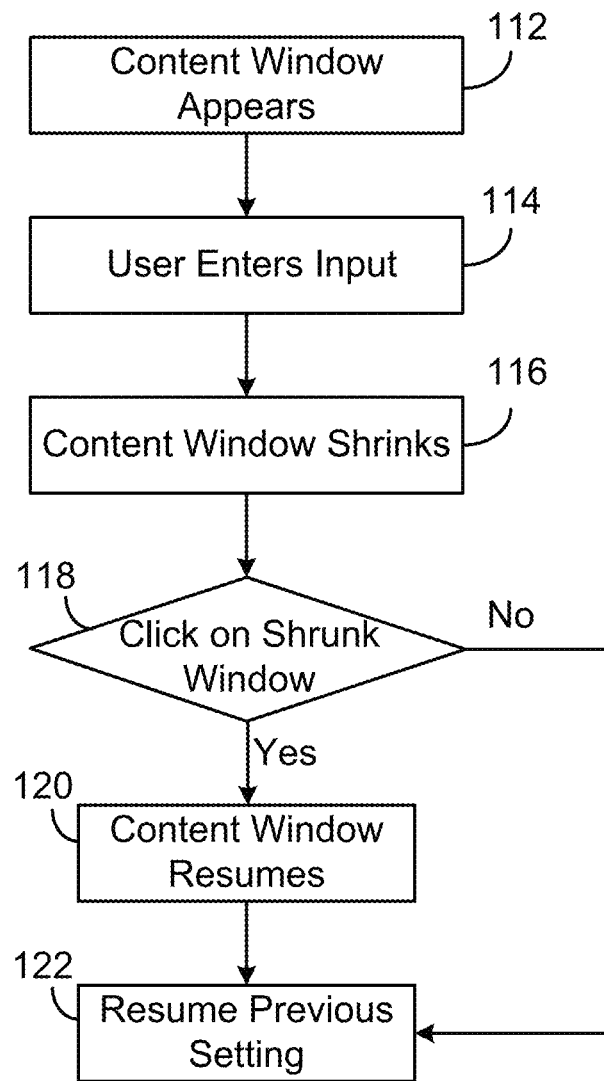 112
Content Window
Appears
114
User Enters Input
116
Content Window Shrinks
118
Click on Shrunk
Window
No
Yes
120
Content Window
Resumes
122
Resume Previous
Setting